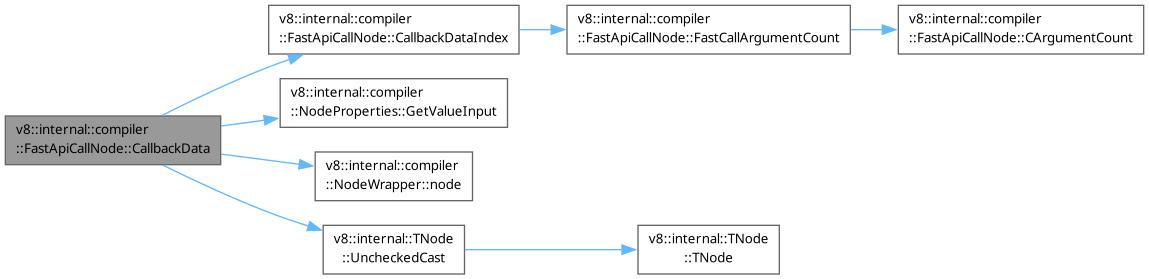 v8::internal::compiler
::FastApiCallNode::CallbackData
v8::internal::compiler
::FastApiCallNode::CallbackDataIndex
v8::internal::compiler
::FastApiCallNode::FastCallArgumentCount
v8::internal::compiler
::FastApiCallNode::CArgumentCount
v8::internal::compiler
::NodeProperties::GetValueInput
v8::internal::compiler
::NodeWrapper::node
v8::internal::TNode
::UncheckedCast
v8::internal::TNode
::TNode